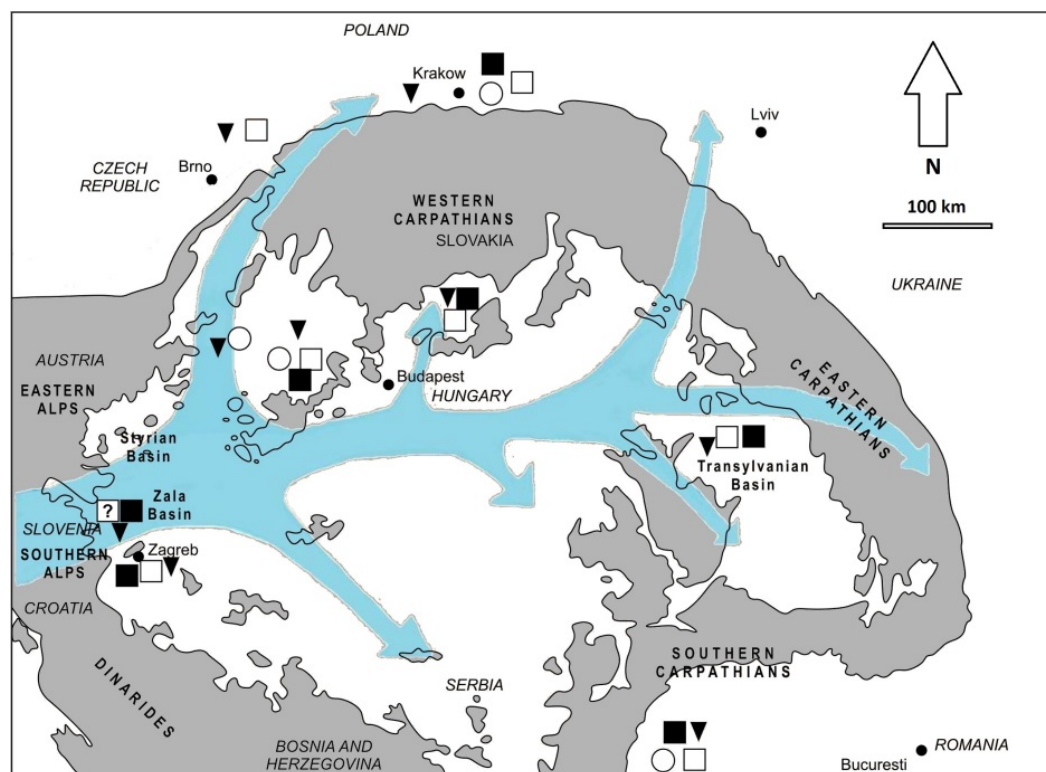 POLAND
Krakow
Lviv
N
100 km
CZECH
REPUBLIC
Brno
WESTERN
CARPATHIANS
SLOVAKIA
UKRAINE
AUSTRIA
EASTERN
ALPS
Budapest
HUNGARY
EASTERN
CARPATHIANS
Styrian
Basin
Transylvanian
Basin
?
Zala
Basin
SLOVENIA
SOUTHERN
ALPS
Zagreb
CROATIA
DINARIDES
SERBIA
SOUTHERN
CARPATHIANS
BOSNIA AND
HERZEGOVINA
ROMANIA
Bucuresti